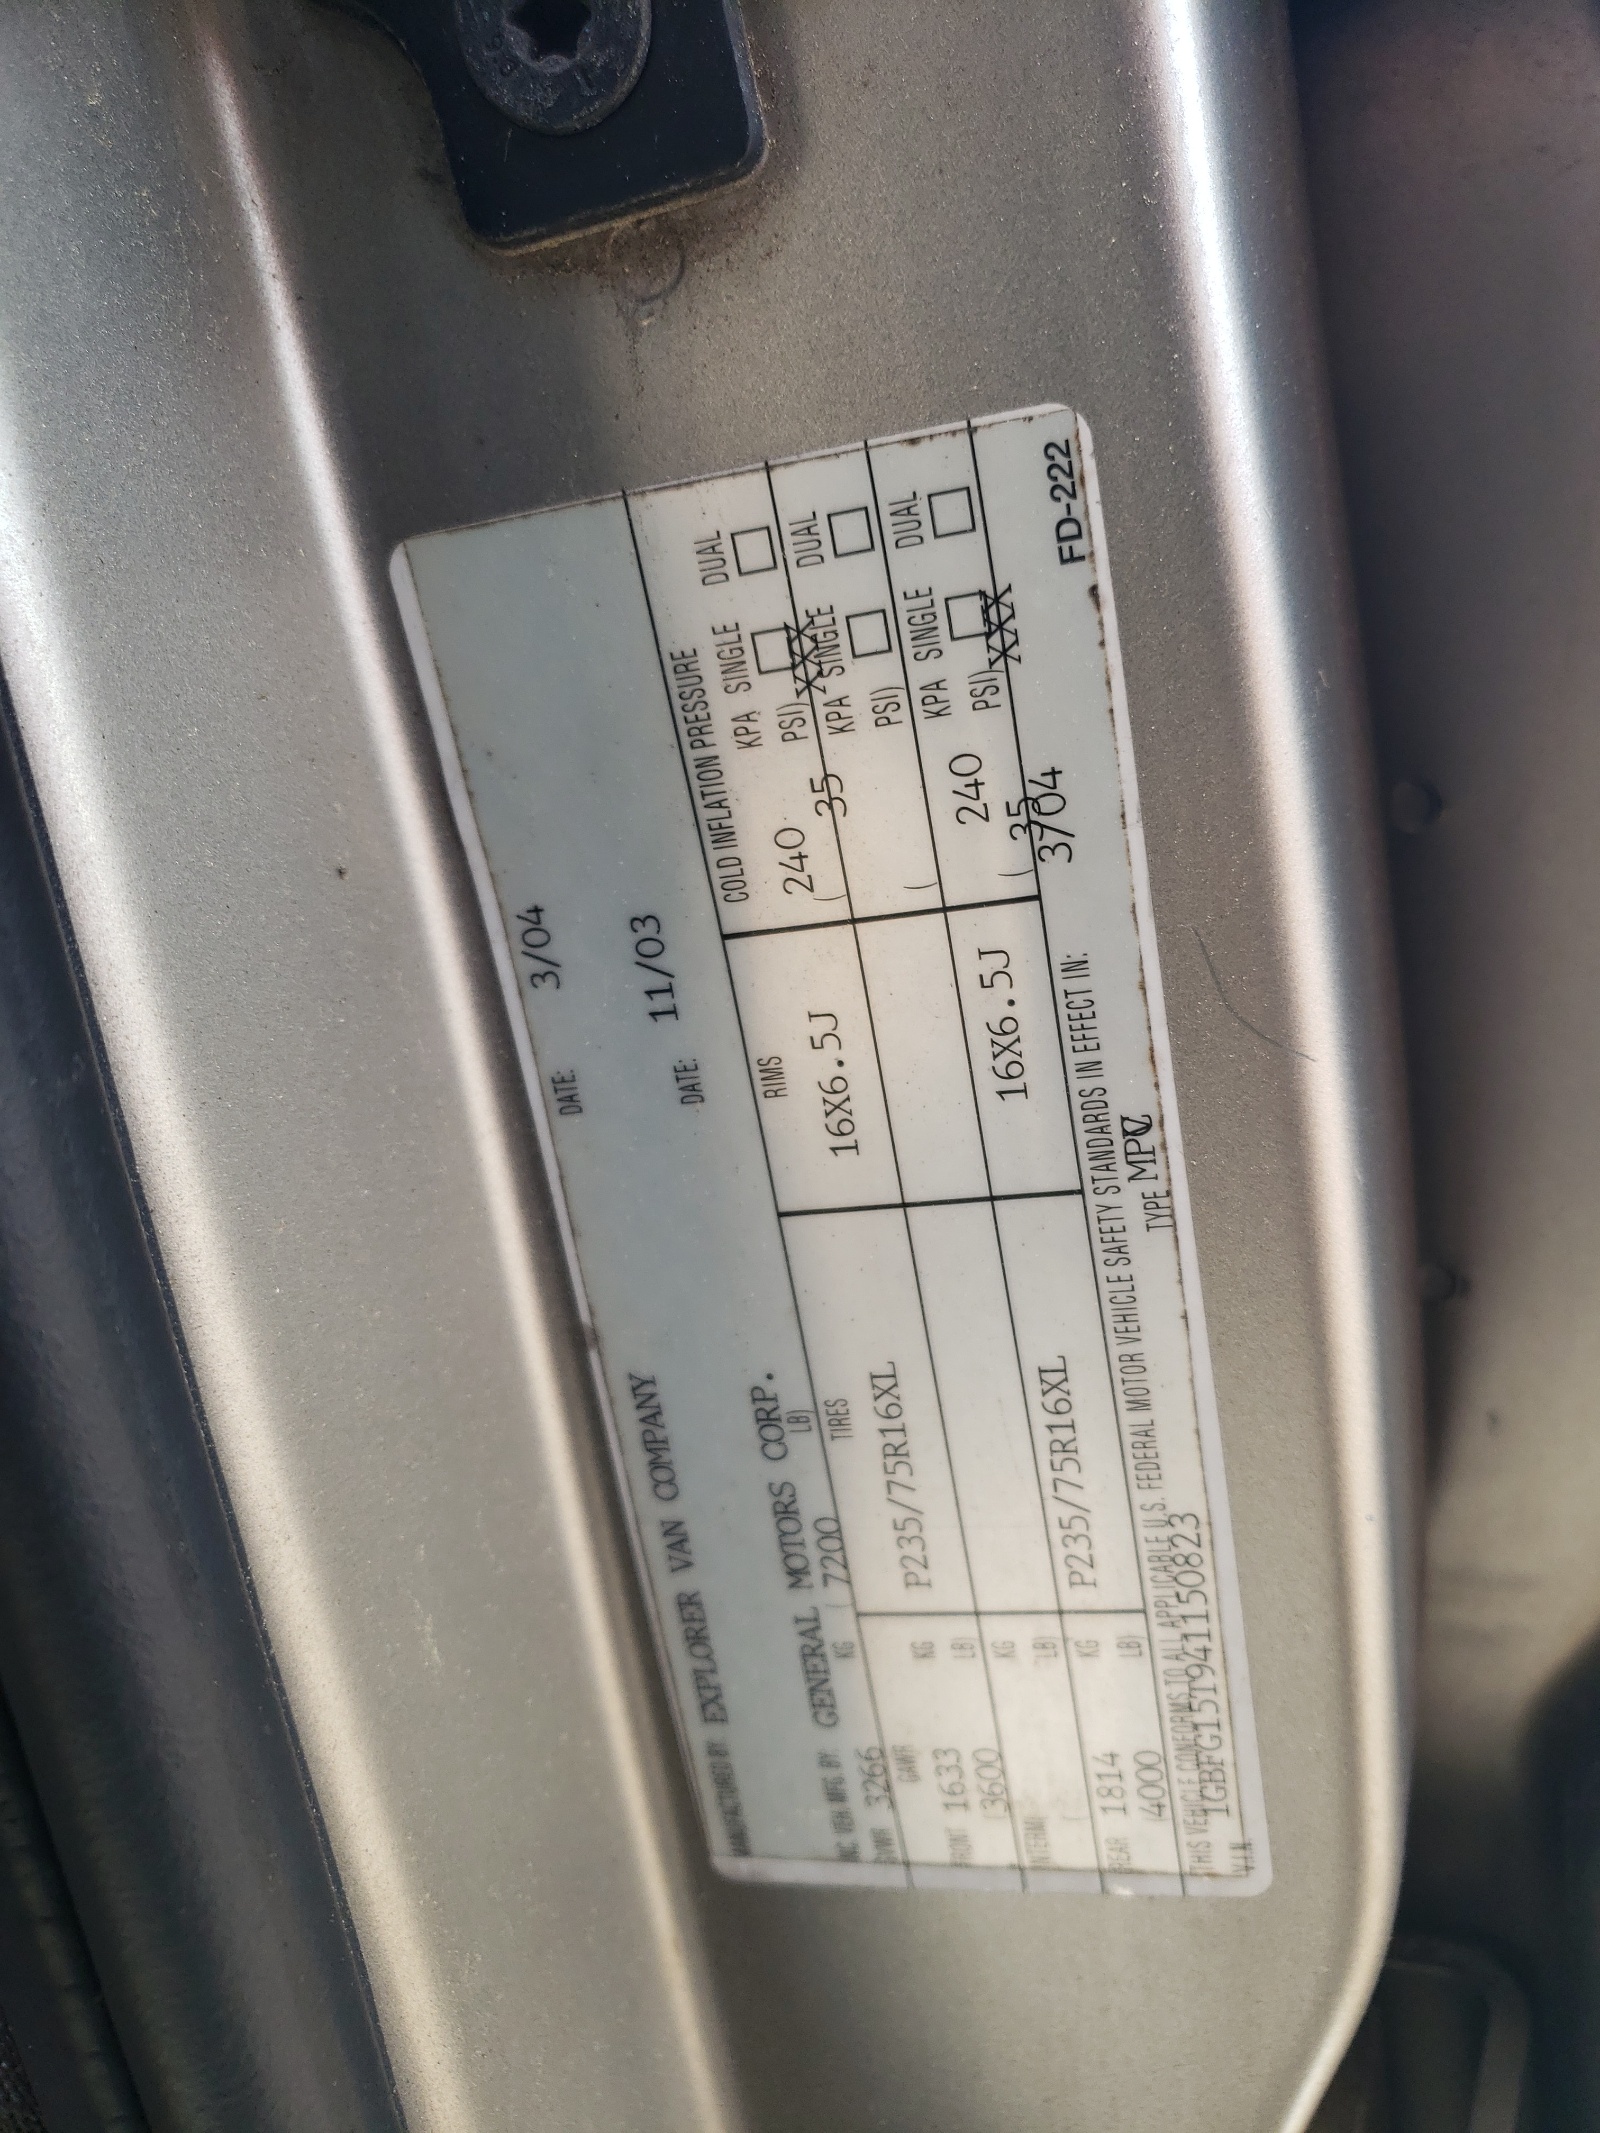 MANUFACTURED BY EXPLORER VAN COMPANY DATE: 3/04
INC. VEH. MFG. BY: GENERAL MOTORS CORP. DATE: 11/03
GVWR 3266 KG ( 7200 LB)
GAWR TIRES RIMS COLD INFLATION PRESSURE
FRONT 1633 KG P235/75R16XL 16X6.5J 240 KPA SINGLE DUAL
(3600 LB) ( 35 PSI) XXX
INTERM KG KPA SINGLE DUAL
( LB) ( PSI)
REAR 1814 KG P235/75R16XL 16X6.5J 240 KPA SINGLE DUAL
(4000 LB) ( 35 PSI) XXX
THIS VEHICLE CONFORMS TO ALL APPLICABLE U.S. FEDERAL MOTOR VEHICLE SAFETY STANDARDS IN EFFECT IN: 3/04
V.I.N. 1GBFG15T941150823 TYPE MPV FD-222